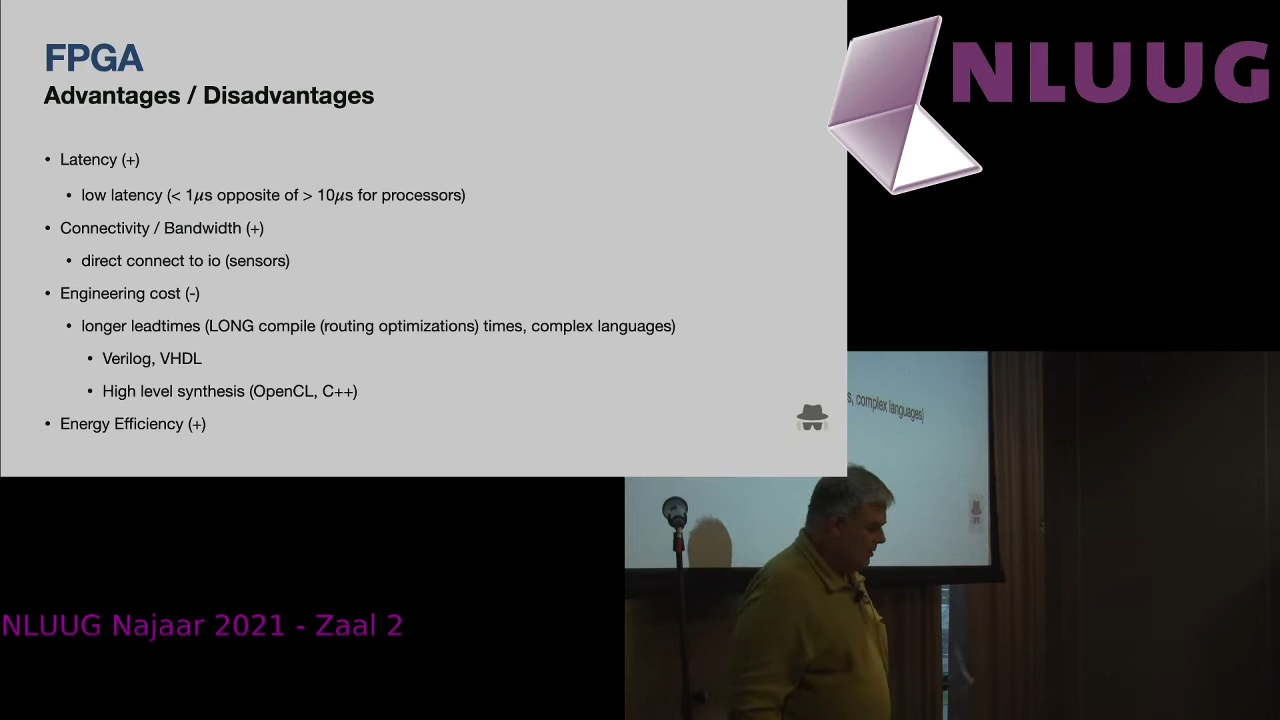 FPGA
Advantages / Disadvantages
• Latency (+)
• low latency (< 1µs opposite of > 10µs for processors)
• Connectivity / Bandwidth (+)
• direct connect to io (sensors)
• Engineering cost (-)
• longer leadtimes (LONG compile (routing optimizations) times, complex languages)
• Verilog, VHDL
• High level synthesis (OpenCL, C++)
• Energy Efficiency (+)
NLUUG
s, complex languages)
NLUUG Najaar 2021 - Zaal 2